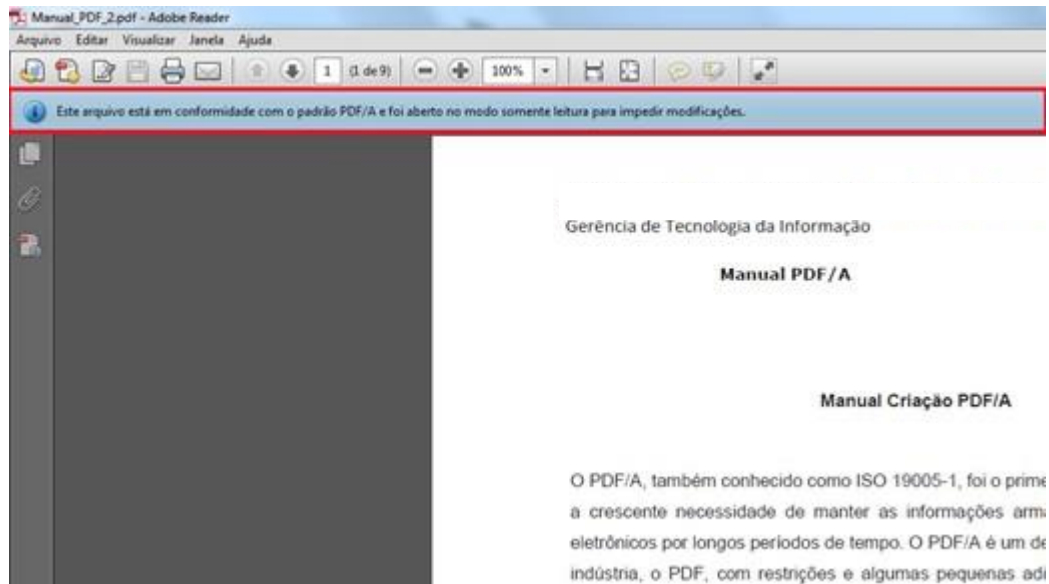 Manual_PDF_2.pdf - Adobe Reader
Arquivo Editar Visualizar Janela Ajuda
1 (1 de 9) 100%
Este arquivo está em conformidade com o padrão PDF/A e foi aberto no modo somente leitura para impedir modificações.
Gerência de Tecnologia da Informação
Manual PDF/A
Manual Criação PDF/A
O PDF/A, também conhecido como ISO 19005-1, foi o prime
a crescente necessidade de manter as informações arma
eletrônicos por longos períodos de tempo. O PDF/A é um de
indústria, o PDF, com restrições e algumas pequenas adi